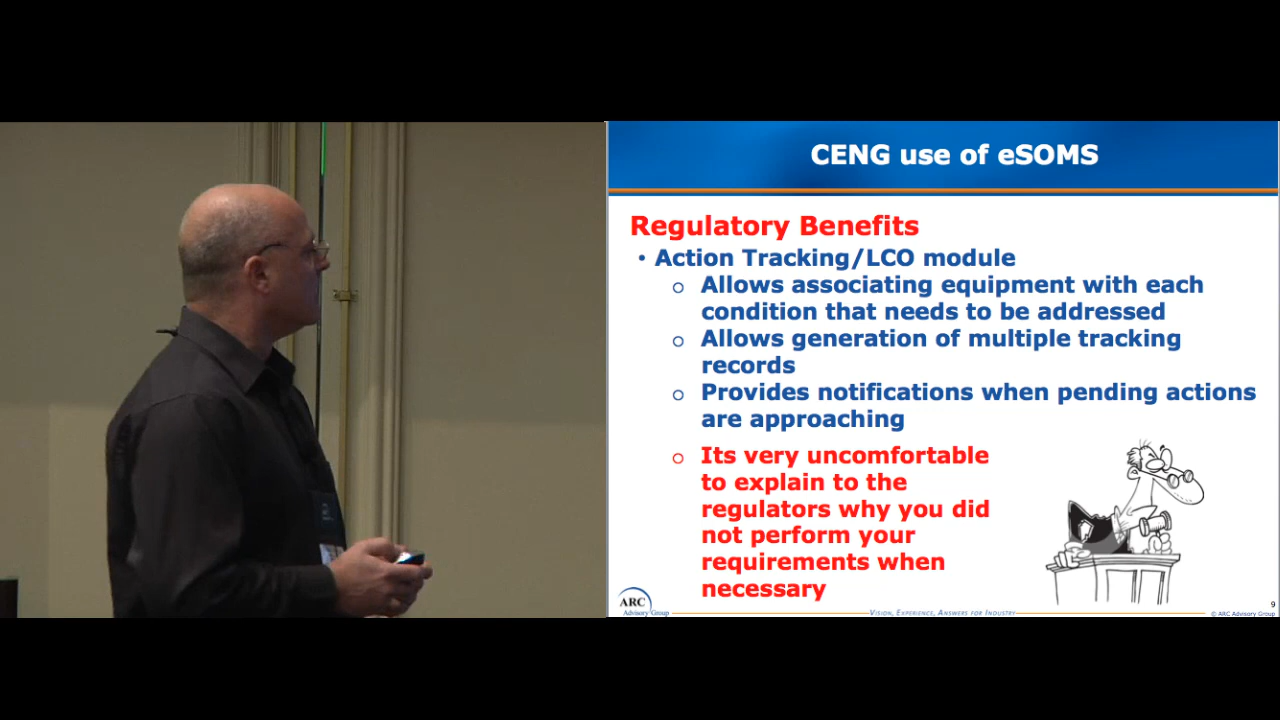 CENG use of eSOMS
Regulatory Benefits
• Action Tracking/LCO module
o Allows associating equipment with each
condition that needs to be addressed
o Allows generation of multiple tracking
records
o Provides notifications when pending actions
are approaching
o Its very uncomfortable
to explain to the
regulators why you did
not perform your
requirements when
necessary
ARC
Advisory Group
Vision, Experience, Answers for Industry
9
© ARC Advisory Group